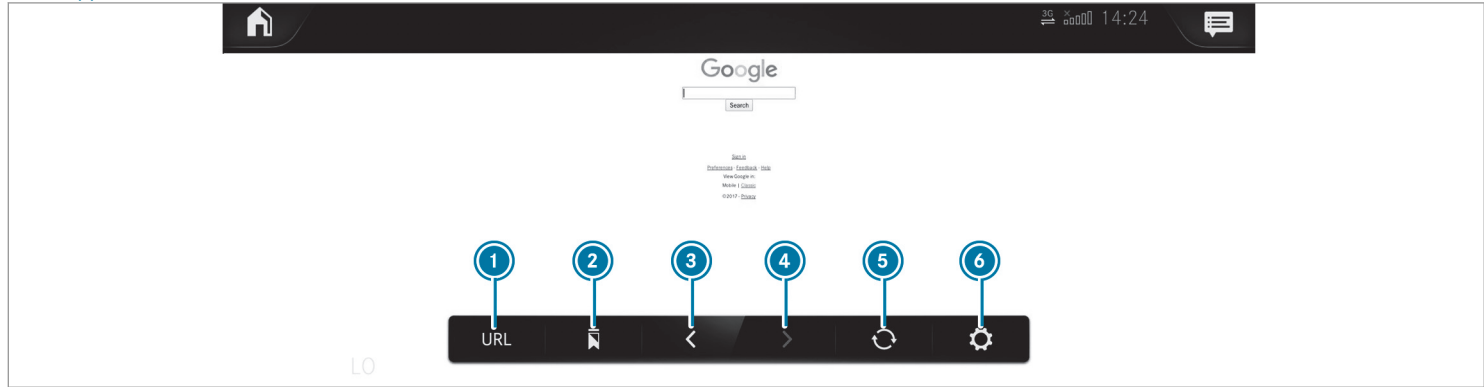 3G 14:24
Google
Search
Sign in
Preferences - Feedback - Help
View Google in:
Mobile | Classic
©2017 - Privacy
1 2 3 4 5 6
URL
LO